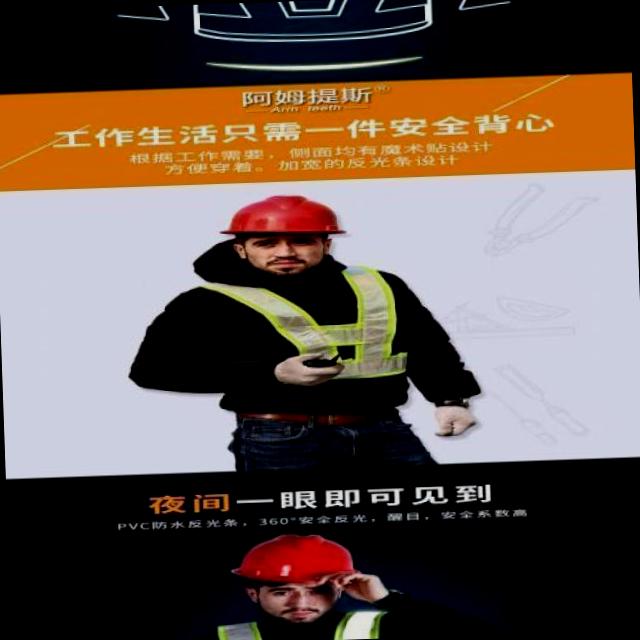 阿姆提斯®
Arm teeth
工作生活只需一件安全背心
根据工作需要，侧面均有魔术贴设计
方便穿着。加宽的反光条设计
夜间一眼即可见到
PVC防水反光条，360°安全反光，醒目，安全系数高